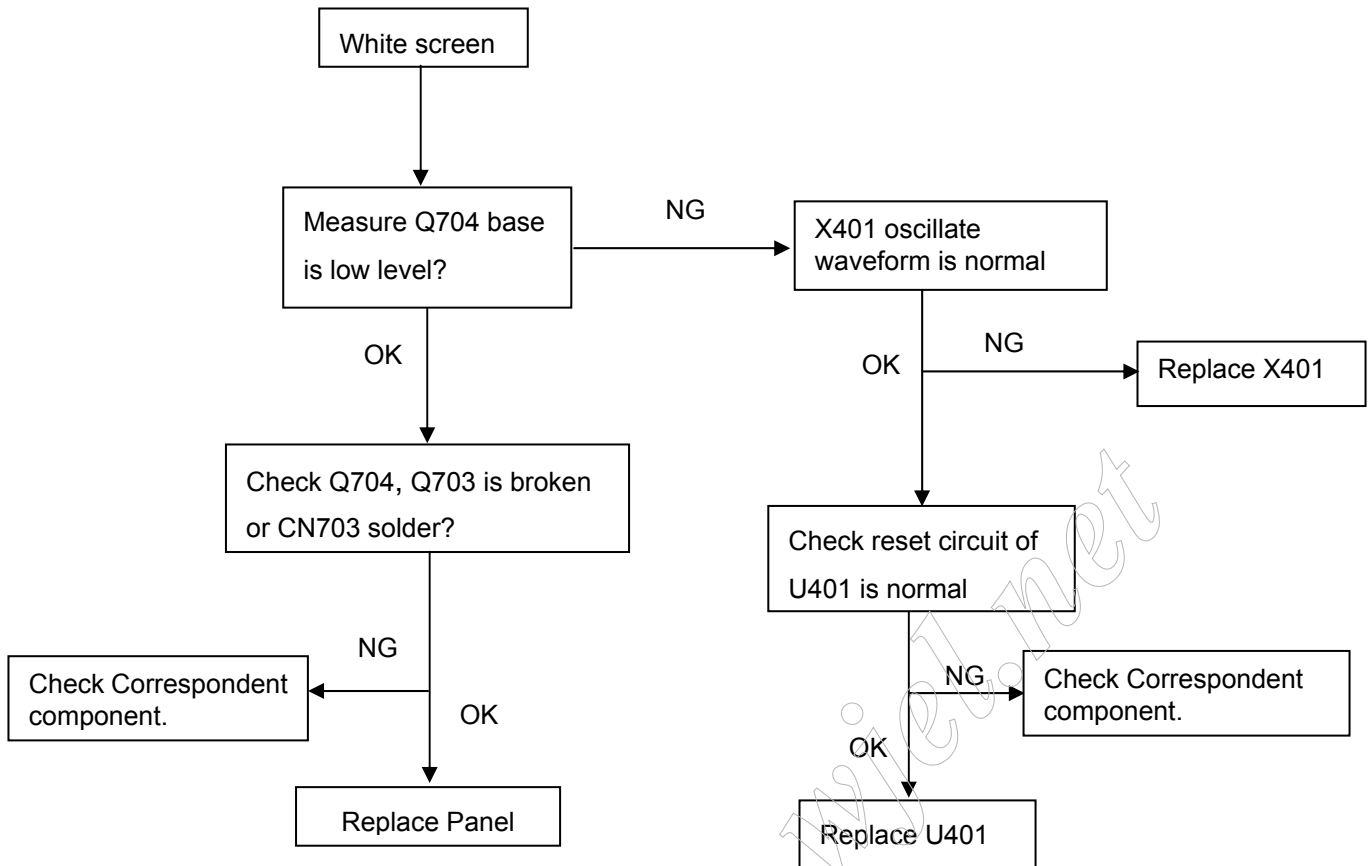 White screen
Measure Q704 base
is low level?
NG
X401 oscillate
waveform is normal
OK
OK
NG
Replace X401
Check Q704, Q703 is broken
or CN703 solder?
Check reset circuit of
U401 is normal
NG
Check Correspondent
component.
OK
NG
Check Correspondent
component.
OK
Replace Panel
Replace U401
wjel.net